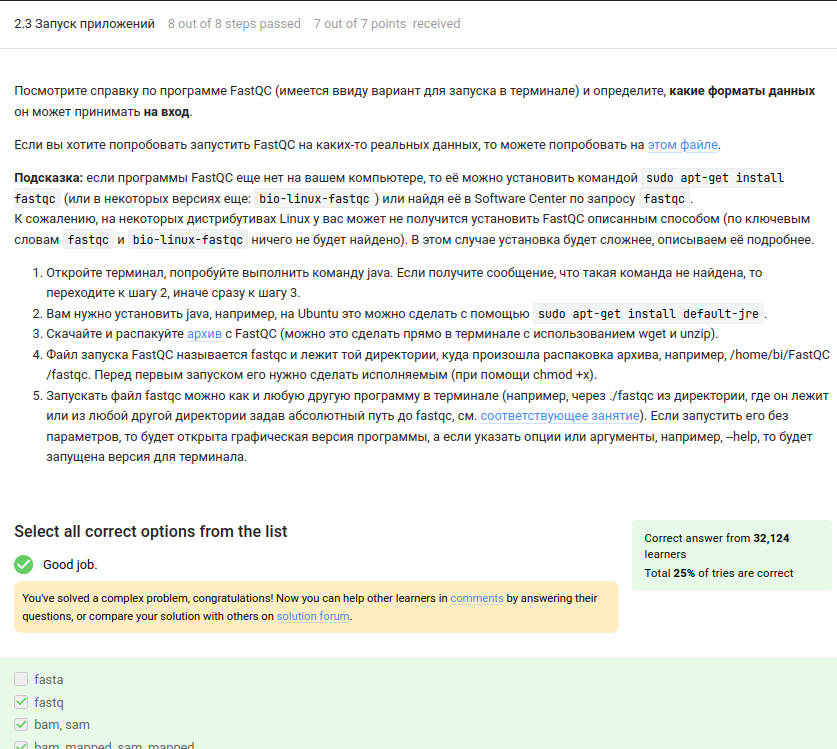 2.3 Запуск приложений 8 out of 8 steps passed 7 out of 7 points received
Посмотрите справку по программе FastQC (имеется ввиду вариант для запуска в терминале) и определите, какие форматы данных
он может принимать на вход.
Если вы хотите попробовать запустить FastQC на каких-то реальных данных, то можете попробовать на этом файле.
Подсказка: если программы FastQC еще нет на вашем компьютере, то её можно установить командой sudo apt-get install
fastqc (или в некоторых версиях еще: bio-linux-fastqc) или найдя её в Software Center по запросу fastqc.
К сожалению, на некоторых дистрибутивах Linux у вас может не получится установить FastQC описанным способом (по ключевым
словам fastqc и bio-linux-fastqc ничего не будет найдено). В этом случае установка будет сложнее, описываем её подробнее.
1. Откройте терминал, попробуйте выполнить команду java. Если получите сообщение, что такая команда не найдена, то
переходите к шагу 2, иначе сразу к шагу 3.
2. Вам нужно установить java, например, на Ubuntu это можно сделать с помощью sudo apt-get install default-jre.
3. Скачайте и распакуйте архив с FastQC (можно это сделать прямо в терминале с использованием wget и unzip).
4. Файл запуска FastQC называется fastqc и лежит той директории, куда произошла распаковка архива, например, /home/bi/FastQC
/fastqc. Перед первым запуском его нужно сделать исполняемым (при помощи chmod +x).
5. Запускать файл fastqc можно как и любую другую программу в терминале (например, через ./fastqc из директории, где он лежит
или из любой другой директории задав абсолютный путь до fastqc, см. соответствующее занятие). Если запустить его без
параметров, то будет открыта графическая версия программы, а если указать опции или аргументы, например, --help, то будет
запущена версия для терминала.
Select all correct options from the list
Good job.
You've solved a complex problem, congratulations! Now you can help other learners in comments by answering their
questions, or compare your solution with others on solution forum.
Correct answer from 32,124
learners
Total 25% of tries are correct
fasta
fastq
bam, sam
bam_mapped, sam_mapped